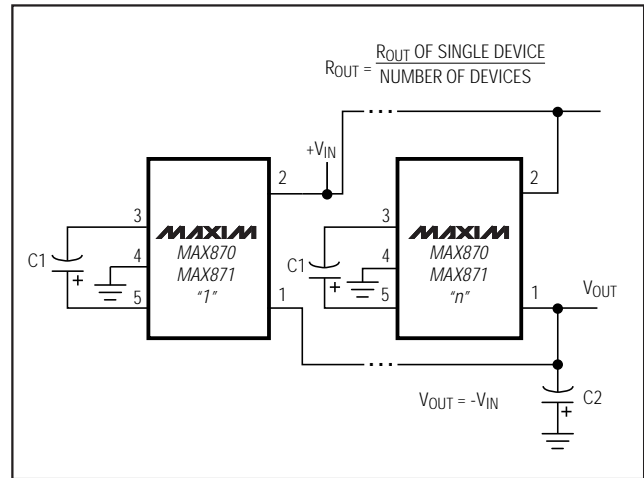 ROUT = ROUT OF SINGLE DEVICE
NUMBER OF DEVICES
...
+VIN
2
2
3
MAXIM
MAX870
MAX871
"1"
4
C1
+
5
1
3
MAXIM
MAX870
MAX871
"n"
4
C1
+
5
1
VOUT
...
VOUT = -VIN
C2
+